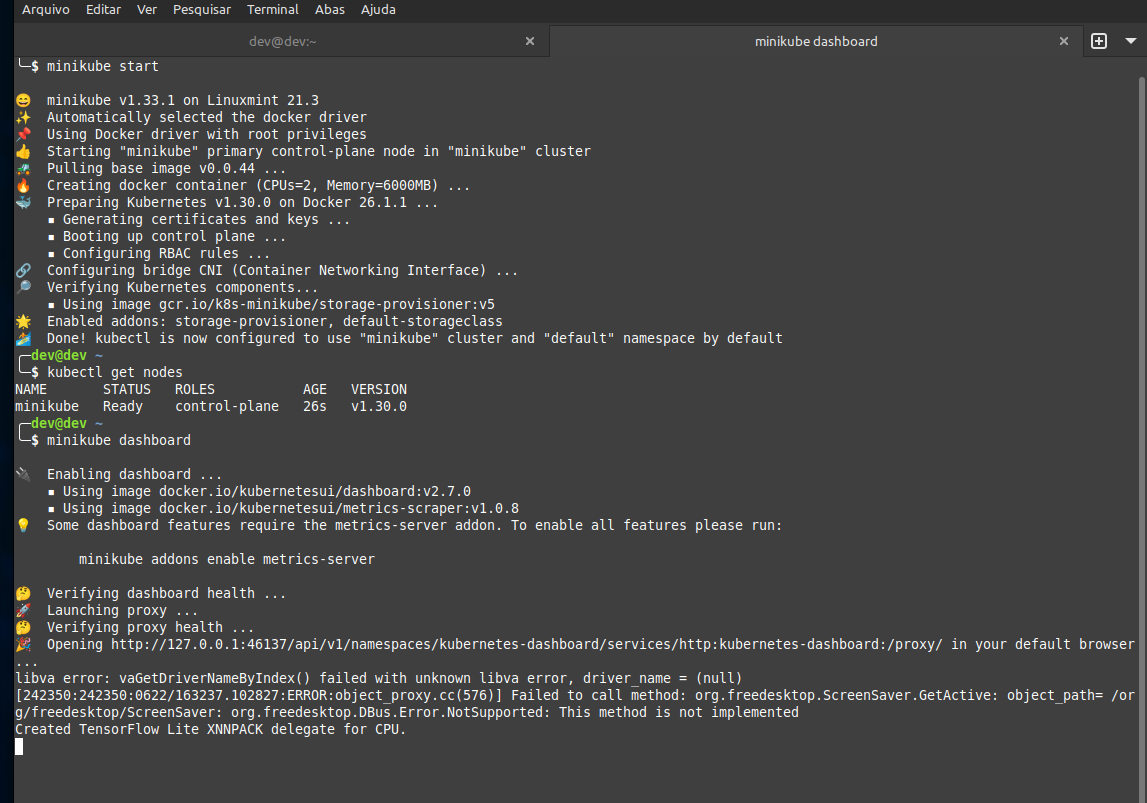 Arquivo Editar Ver Pesquisar Terminal Abas Ajuda
dev@dev:~
minikube dashboard
$ minikube start
minikube v1.33.1 on Linuxmint 21.3
Automatically selected the docker driver
Using Docker driver with root privileges
Starting "minikube" primary control-plane node in "minikube" cluster
Pulling base image v0.0.44 ...
Creating docker container (CPUs=2, Memory=6000MB) ...
Preparing Kubernetes v1.30.0 on Docker 26.1.1 ...
▪ Generating certificates and keys ...
▪ Booting up control plane ...
▪ Configuring RBAC rules ...
Configuring bridge CNI (Container Networking Interface) ...
Verifying Kubernetes components...
▪ Using image gcr.io/k8s-minikube/storage-provisioner:v5
Enabled addons: storage-provisioner, default-storageclass
Done! kubectl is now configured to use "minikube" cluster and "default" namespace by default
dev@dev ~
$ kubectl get nodes
NAME STATUS ROLES AGE VERSION
minikube Ready control-plane 26s v1.30.0
dev@dev ~
$ minikube dashboard
Enabling dashboard ...
▪ Using image docker.io/kubernetesui/dashboard:v2.7.0
▪ Using image docker.io/kubernetesui/metrics-scraper:v1.0.8
Some dashboard features require the metrics-server addon. To enable all features please run:
minikube addons enable metrics-server
Verifying dashboard health ...
Launching proxy ...
Verifying proxy health ...
Opening http://127.0.0.1:46137/api/v1/namespaces/kubernetes-dashboard/services/http:kubernetes-dashboard:/proxy/ in your default browser
...
libva error: vaGetDriverNameByIndex() failed with unknown libva error, driver_name = (null)
[242350:242350:0622/163237.102827:ERROR:object_proxy.cc(576)] Failed to call method: org.freedesktop.ScreenSaver.GetActive: object_path= /or
g/freedesktop/ScreenSaver: org.freedesktop.DBus.Error.NotSupported: This method is not implemented
Created TensorFlow Lite XNNPACK delegate for CPU.